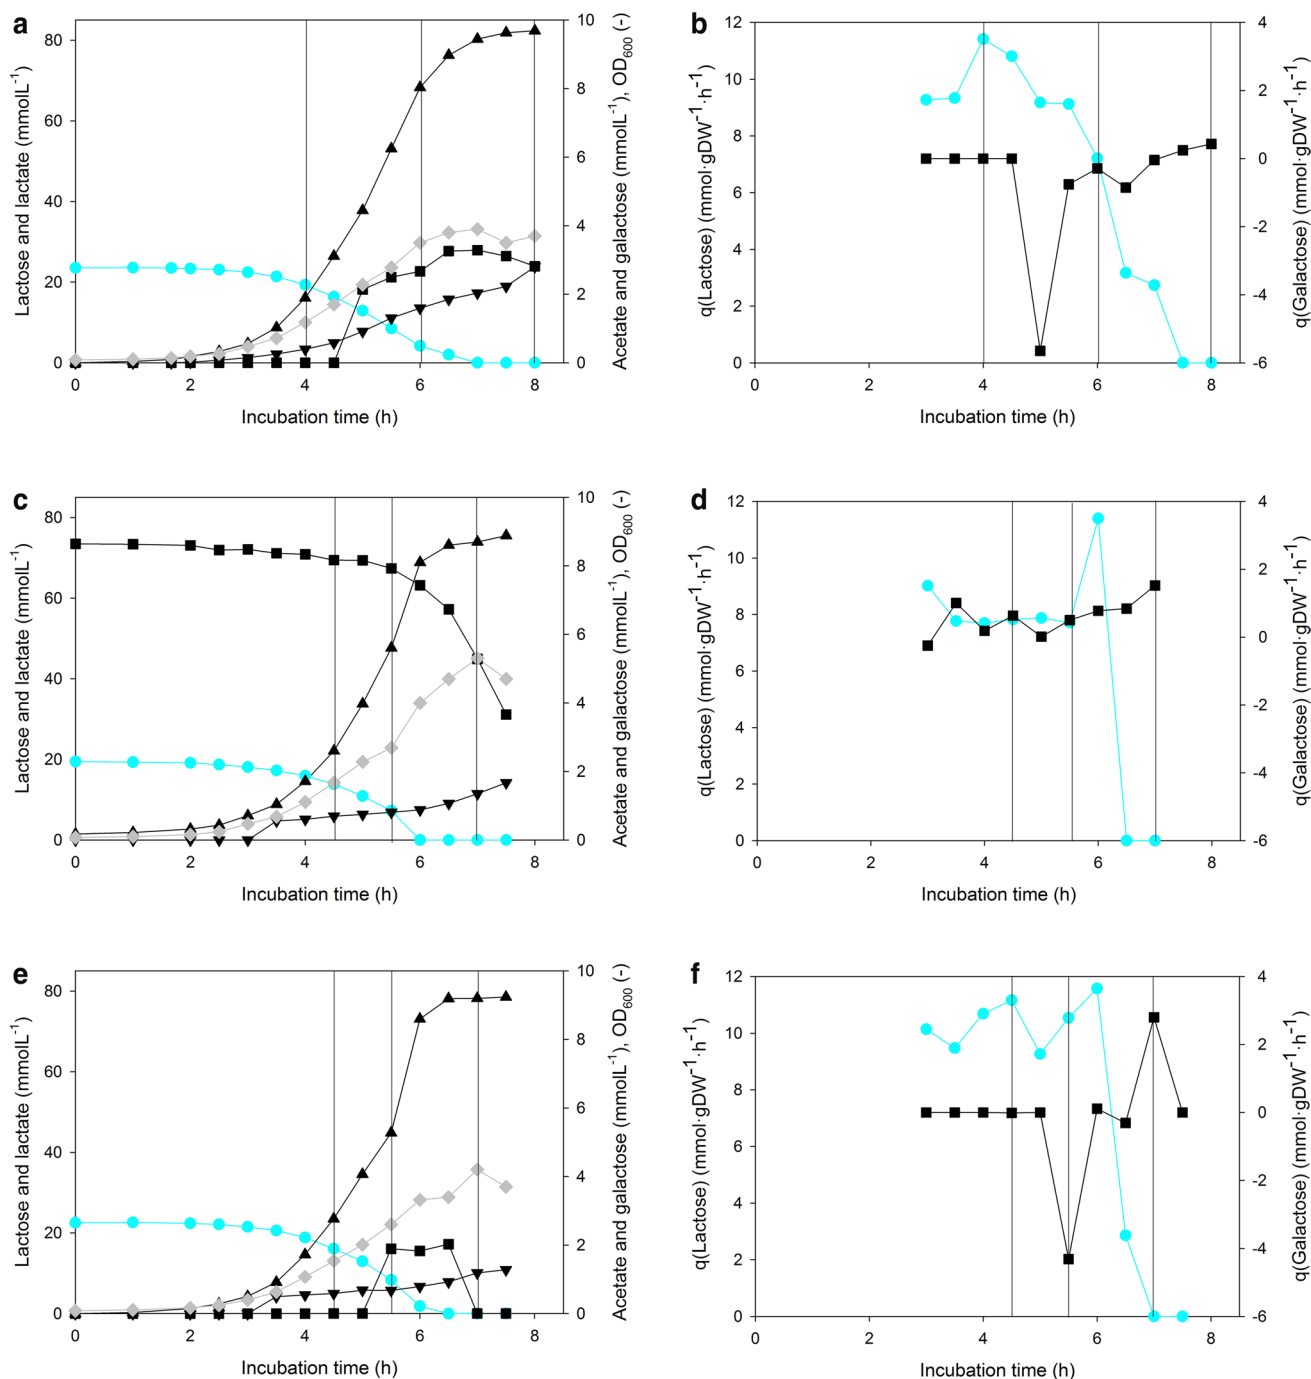 a
80
60
40
20
0
Lactose and lactate (mmolL⁻¹)
10
8
6
4
2
0
Acetate and galactose (mmolL⁻¹), OD₆₀₀ (-)
0 2 4 6 8
Incubation time (h)
b
12
10
8
6
4
2
0
q(Lactose) (mmol·gDW⁻¹·h⁻¹)
4
2
0
-2
-4
-6
q(Galactose) (mmol·gDW⁻¹·h⁻¹)
0 2 4 6 8
Incubation time (h)
c
80
60
40
20
0
Lactose and lactate (mmolL⁻¹)
10
8
6
4
2
0
Acetate and galactose (mmolL⁻¹), OD₆₀₀ (-)
0 2 4 6 8
Incubation time (h)
d
12
10
8
6
4
2
0
q(Lactose) (mmol·gDW⁻¹·h⁻¹)
4
2
0
-2
-4
-6
q(Galactose) (mmol·gDW⁻¹·h⁻¹)
0 2 4 6 8
Incubation time (h)
e
80
60
40
20
0
Lactose and lactate (mmolL⁻¹)
10
8
6
4
2
0
Acetate and galactose (mmolL⁻¹), OD₆₀₀ (-)
0 2 4 6 8
Incubation time (h)
f
12
10
8
6
4
2
0
q(Lactose) (mmol·gDW⁻¹·h⁻¹)
4
2
0
-2
-4
-6
q(Galactose) (mmol·gDW⁻¹·h⁻¹)
0 2 4 6 8
Incubation time (h)